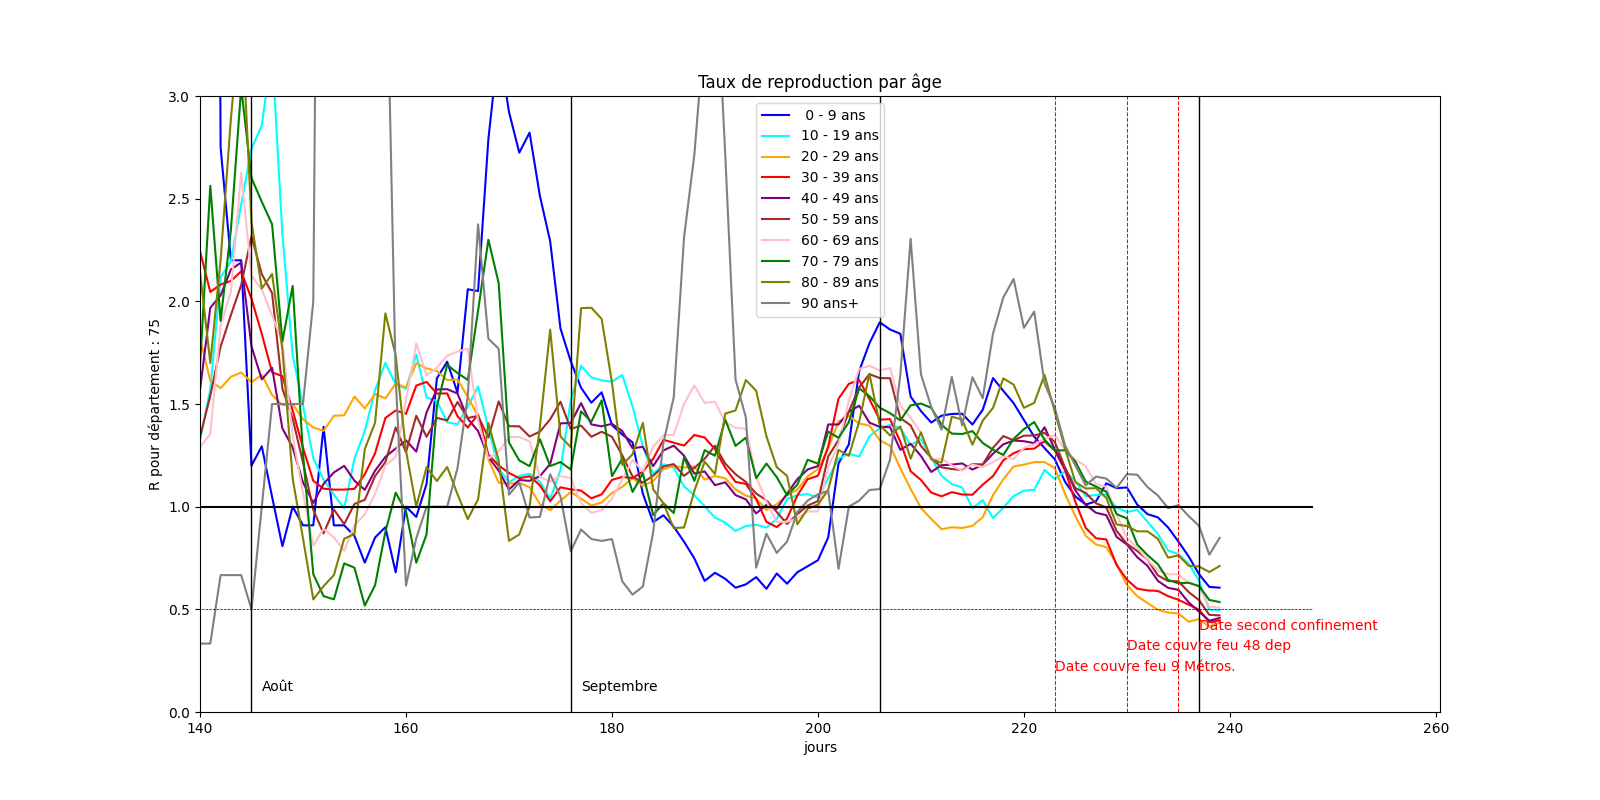 Taux de reproduction par âge
3.0
2.5
2.0
1.5
1.0
0.5
0.0
R pour département : 75
0 - 9 ans
10 - 19 ans
20 - 29 ans
30 - 39 ans
40 - 49 ans
50 - 59 ans
60 - 69 ans
70 - 79 ans
80 - 89 ans
90 ans+
Date second confinement
Date couvre feu 48 dep
Date couvre feu 9 Métros.
Août
Septembre
140
160
180
200
220
240
260
jours